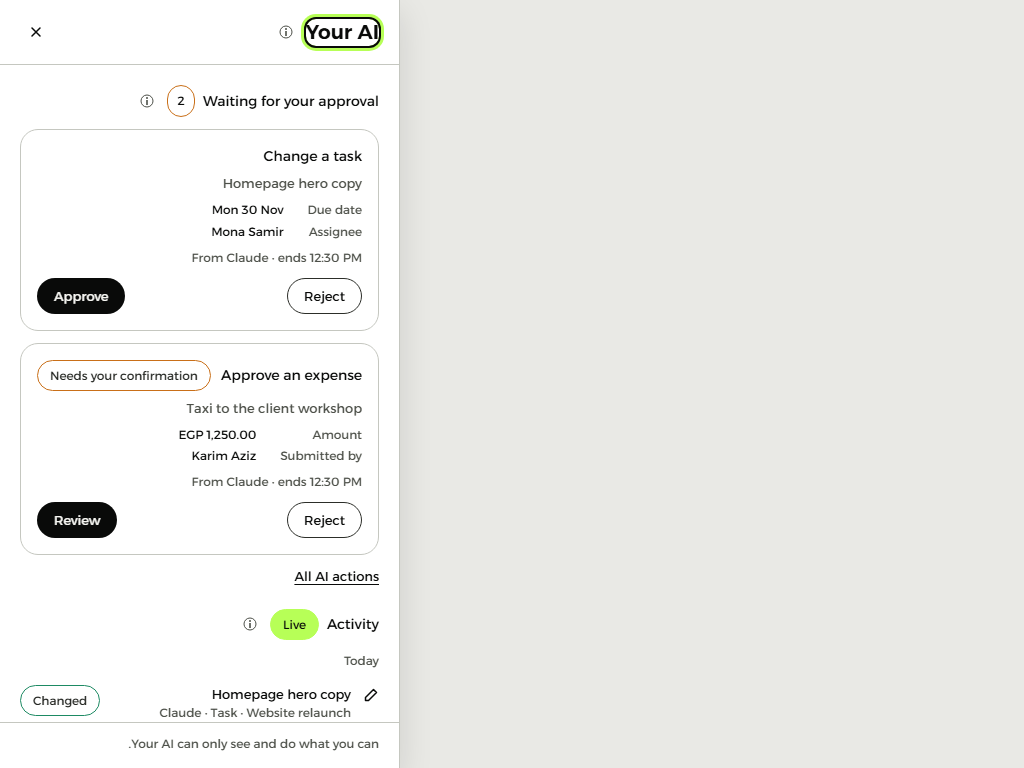 Your AI
2 Waiting for your approval
Change a task
Homepage hero copy
Due date Mon 30 Nov
Assignee Mona Samir
From Claude · ends 12:30 PM
Reject Approve
Approve an expense Needs your confirmation
Taxi to the client workshop
Amount EGP 1,250.00
Submitted by Karim Aziz
From Claude · ends 12:30 PM
Reject Review
All AI actions
Activity Live
Today
Homepage hero copy Changed
Claude · Task · Website relaunch
.Your AI can only see and do what you can